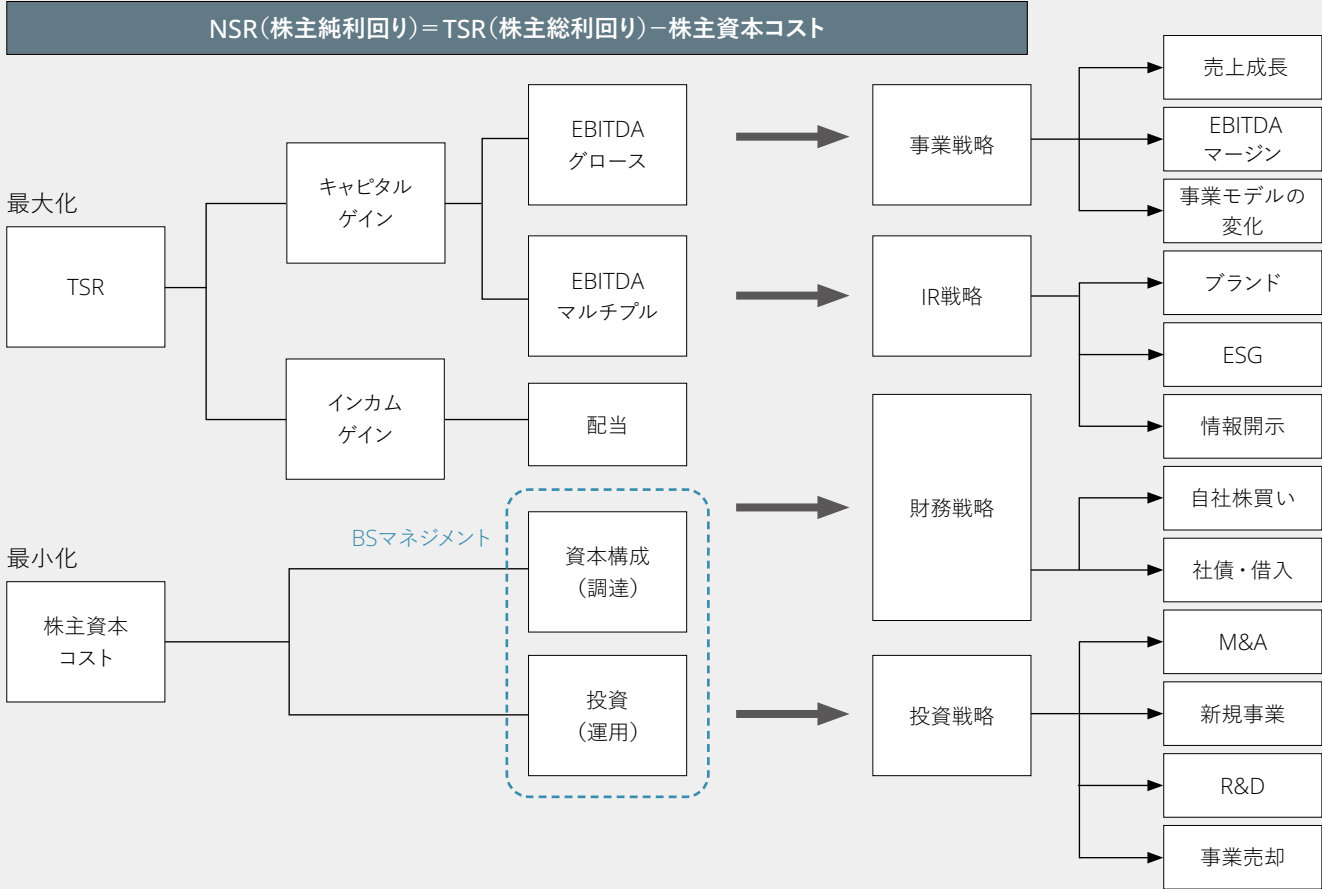 NSR（株主純利回り）＝TSR（株主総利回り）−株主資本コスト
最大化
TSR
キャピタル
ゲイン
インカム
ゲイン
EBITDA
グロース
EBITDA
マルチプル
配当
最小化
株主資本
コスト
BSマネジメント
資本構成
（調達）
投資
（運用）
事業戦略
IR戦略
財務戦略
投資戦略
売上成長
EBITDA
マージン
事業モデルの
変化
ブランド
ESG
情報開示
自社株買い
社債・借入
M&A
新規事業
R&D
事業売却